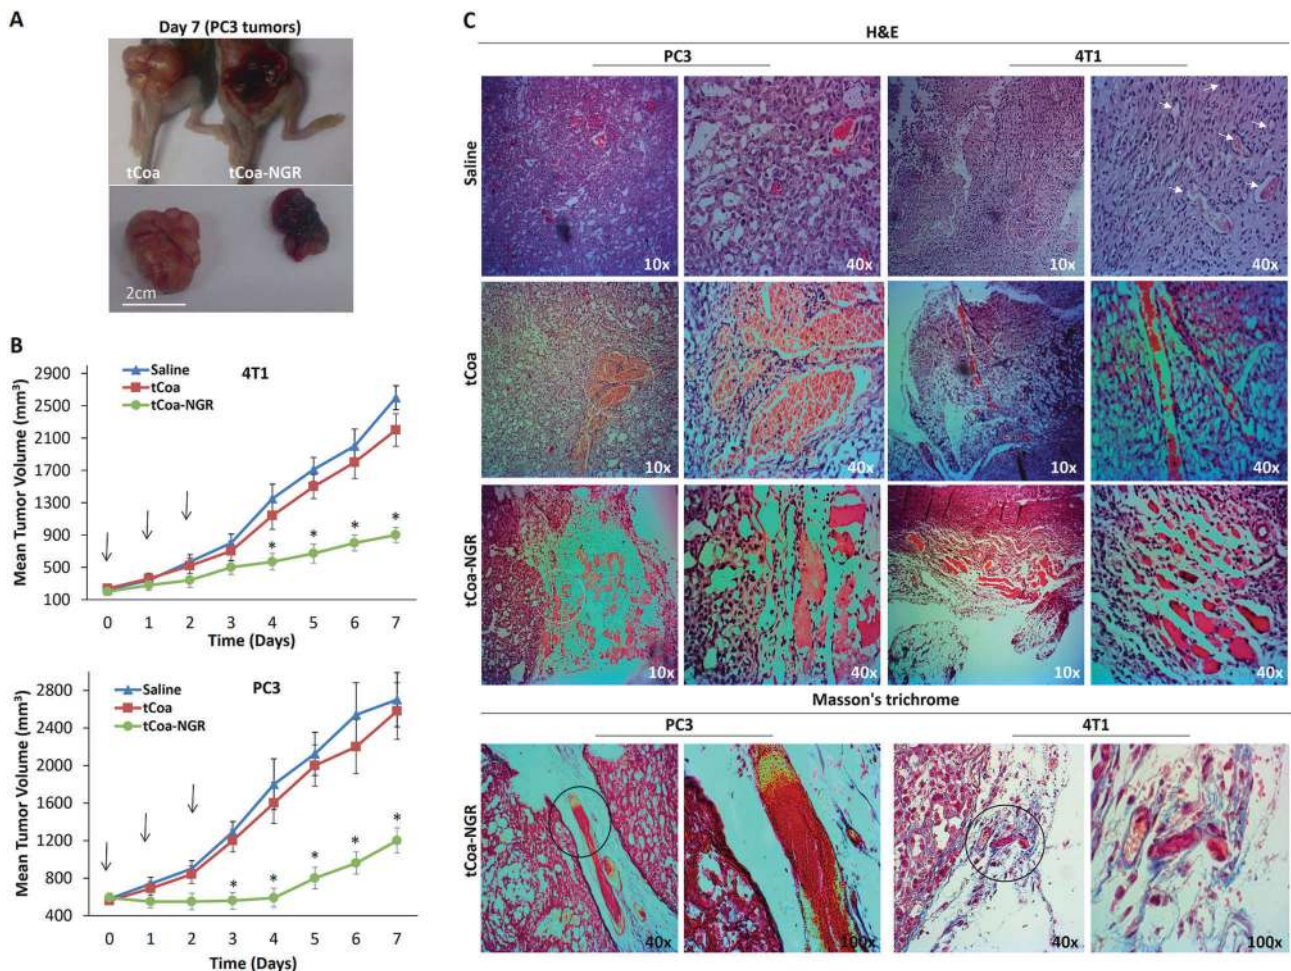 A
Day 7 (PC3 tumors)
tCoa
tCoa-NGR
2cm
B
4T1
Saline
tCoa
tCoa-NGR
Mean Tumor Volume (mm³)
2900
2500
2100
1700
1300
900
500
100
* * * *
0 1 2 3 4 5 6 7
Time (Days)
PC3
Saline
tCoa
tCoa-NGR
Mean Tumor Volume (mm³)
2800
2400
2000
1600
1200
800
400
* * * * *
0 1 2 3 4 5 6 7
Time (Days)
C
H&E
PC3
4T1
Saline
10x
40x
10x
40x
tCoa
10x
40x
10x
40x
tCoa-NGR
10x
40x
10x
40x
Masson's trichrome
PC3
4T1
tCoa-NGR
40x
100x
40x
100x